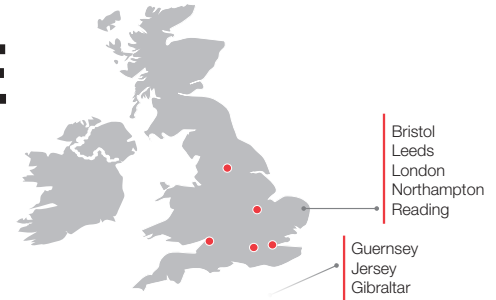 E
Bristol
Leeds
London
Northampton
Reading
Guernsey
Jersey
Gibraltar